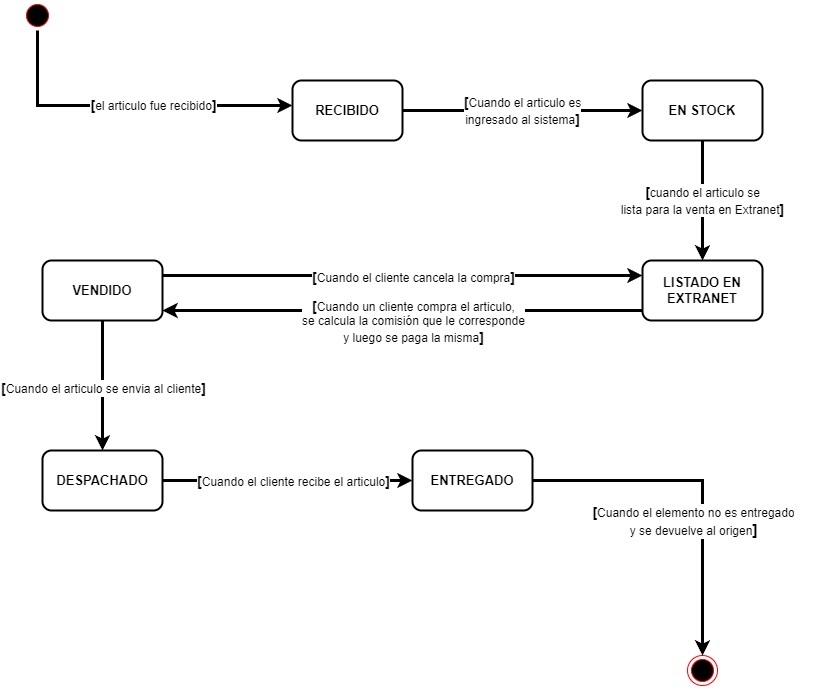 [el articulo fue recibido]
RECIBIDO
[Cuando el articulo es
ingresado al sistema]
EN STOCK
[cuando el articulo se
lista para la venta en Extranet]
VENDIDO
[Cuando el cliente cancela la compra]
LISTADO EN
EXTRANET
[Cuando un cliente compra el articulo,
se calcula la comisión que le corresponde
y luego se paga la misma]
[Cuando el articulo se envia al cliente]
DESPACHADO
[Cuando el cliente recibe el articulo]
ENTREGADO
[Cuando el elemento no es entregado
y se devuelve al origen]